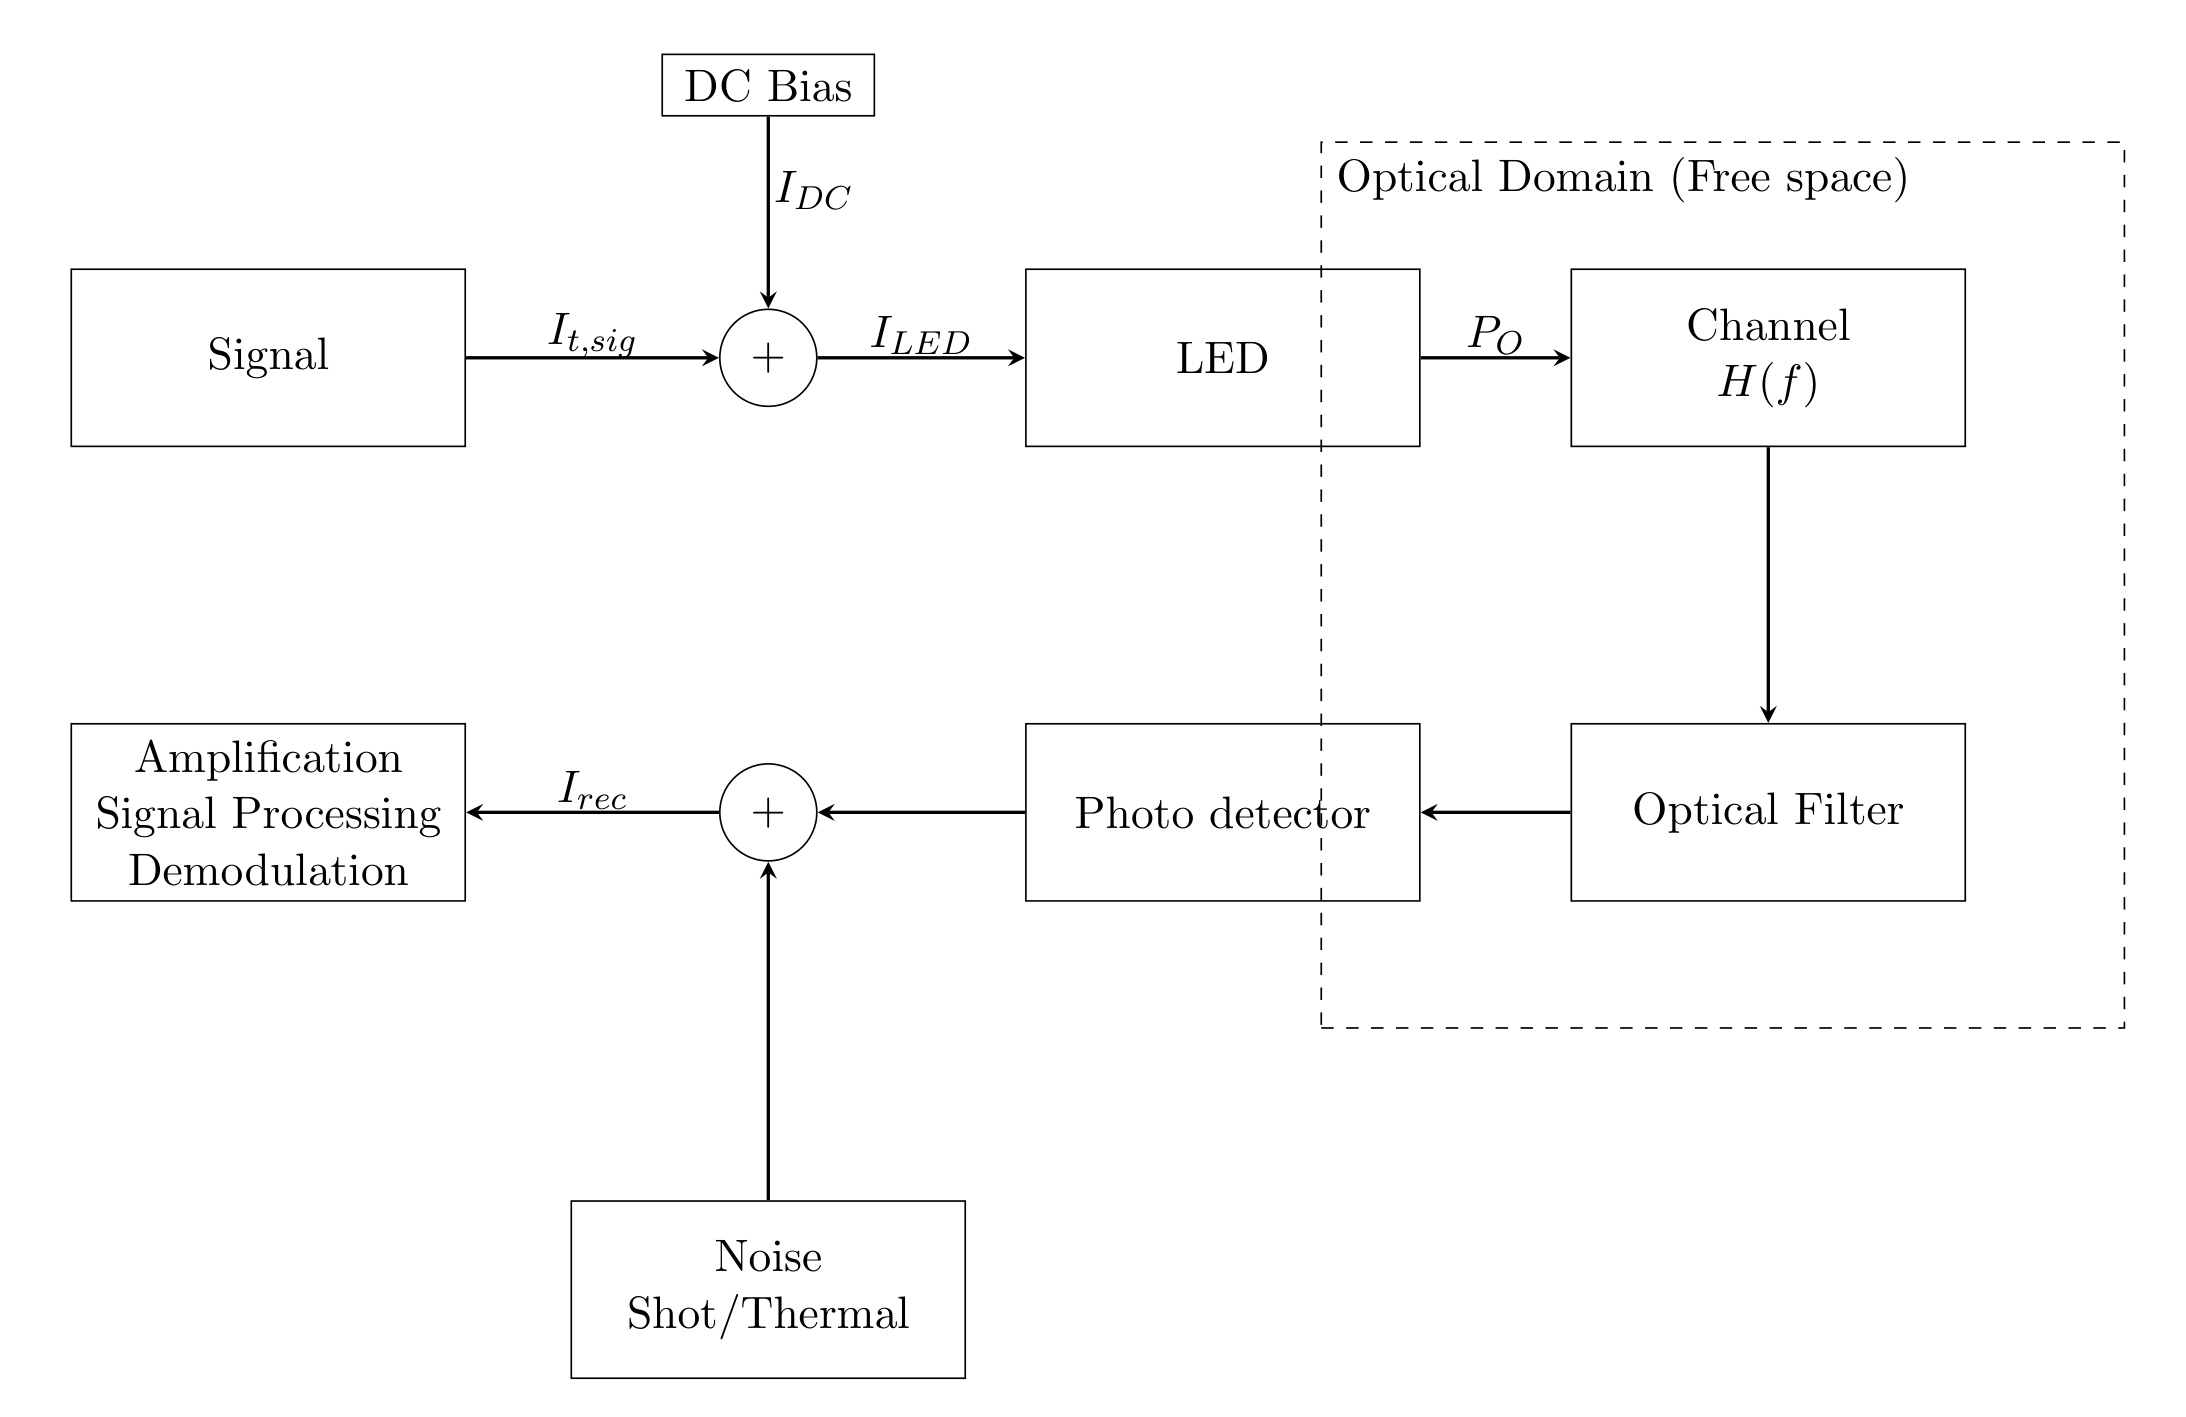 DC Bias
I_{DC}
Optical Domain (Free space)
Signal
I_{t,sig}
+
I_{LED}
LED
P_O
Channel
H(f)
Amplification
Signal Processing
Demodulation
I_{rec}
+
Photo detector
Optical Filter
Noise
Shot/Thermal